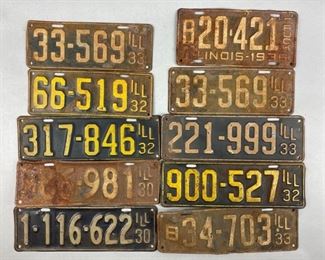 33-569 ILL 33
66-519 ILL 32
317-846 ILL 32
981 ILL 30
1-116-622 ILL 30
B 20-421
33-569 ILL 33
221-999 ILL 33
900-527 ILL 32
B 34-703 ILL 33